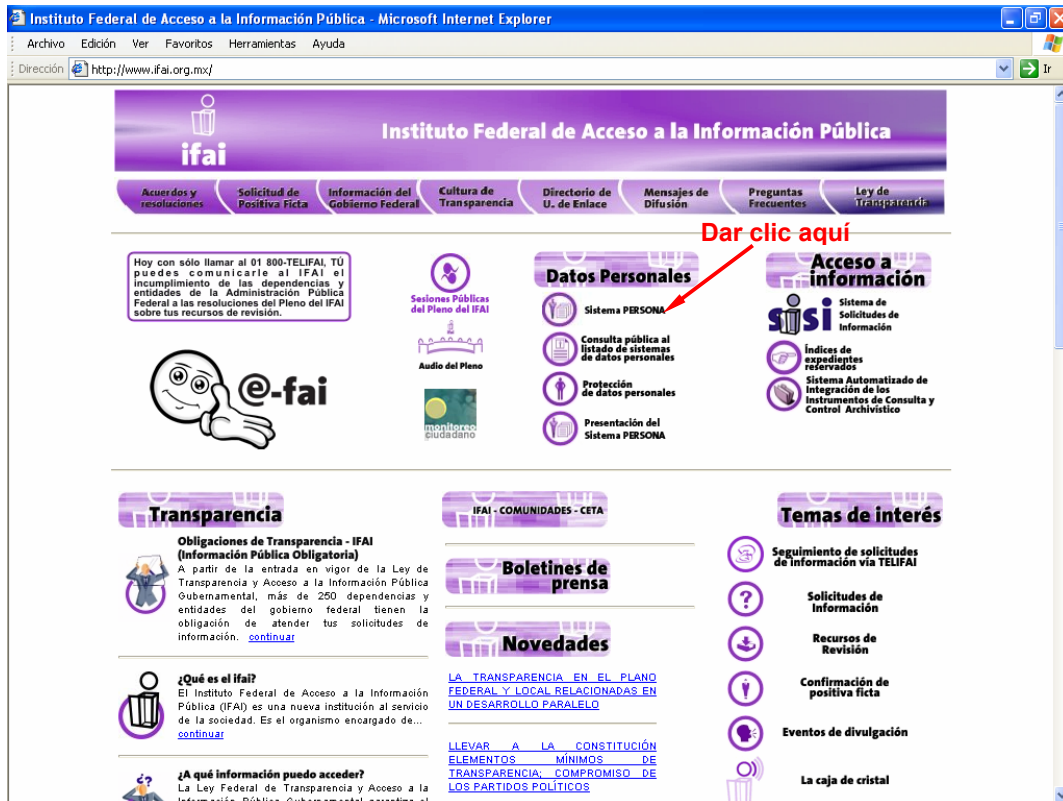 Instituto Federal de Acceso a la Información Pública - Microsoft Internet Explorer
Archivo Edición Ver Favoritos Herramientas Ayuda
Dirección http://www.ifai.org.mx/ Ir
ifai
Instituto Federal de Acceso a la Información Pública
Acuerdos y
resoluciones
Solicitud de
Positiva Ficta
Información del
Gobierno Federal
Cultura de
Transparencia
Directorio de
U. de Enlace
Mensajes de
Difusión
Preguntas
Frecuentes
Ley de
Transparencia
Dar clic aquí
Hoy con sólo llamar al 01 800-TELIFAI, TÚ
puedes comunicarle al IFAI el
incumplimiento de las dependencias y
entidades de la Administración Pública
Federal a las resoluciones del Pleno del IFAI
sobre tus recursos de revisión.
@-fai
Sesiones Públicas
del Pleno del IFAI
Audio del Pleno
monitoreo
ciudadano
Datos Personales
Sistema PERSONA
Consulta pública al
listado de sistemas
de datos personales
Protección
de datos personales
Presentación del
Sistema PERSONA
Acceso a
información
sisi
Sistema de
Solicitudes de
Información
Índices de
expedientes
reservados
Sistema Automatizado de
Integración de los
Instrumentos de Consulta y
Control Archivístico
Transparencia
Obligaciones de Transparencia - IFAI
(Información Pública Obligatoria)
A partir de la entrada en vigor de la Ley de
Transparencia y Acceso a la Información Pública
Gubernamental, más de 250 dependencias y
entidades del gobierno federal tienen la
obligación de atender tus solicitudes de
información. continuar
¿Qué es el ifai?
El Instituto Federal de Acceso a la Información
Pública (IFAI) es una nueva institución al servicio
de la sociedad. Es el organismo encargado de...
continuar
¿A qué información puedo acceder?
La Ley Federal de Transparencia y Acceso a la
Información Pública Gubernamental garantiza el
IFAI - COMUNIDADES - CETA
Boletines de
prensa
Novedades
LA TRANSPARENCIA EN EL PLANO
FEDERAL Y LOCAL RELACIONADAS EN
UN DESARROLLO PARALELO
LLEVAR A LA CONSTITUCIÓN
ELEMENTOS MÍNIMOS DE
TRANSPARENCIA; COMPROMISO DE
LOS PARTIDOS POLÍTICOS
Temas de interés
Seguimiento de solicitudes
de información vía TELIFAI
Solicitudes de
Información
Recursos de
Revisión
Confirmación de
positiva ficta
Eventos de divulgación
La caja de cristal